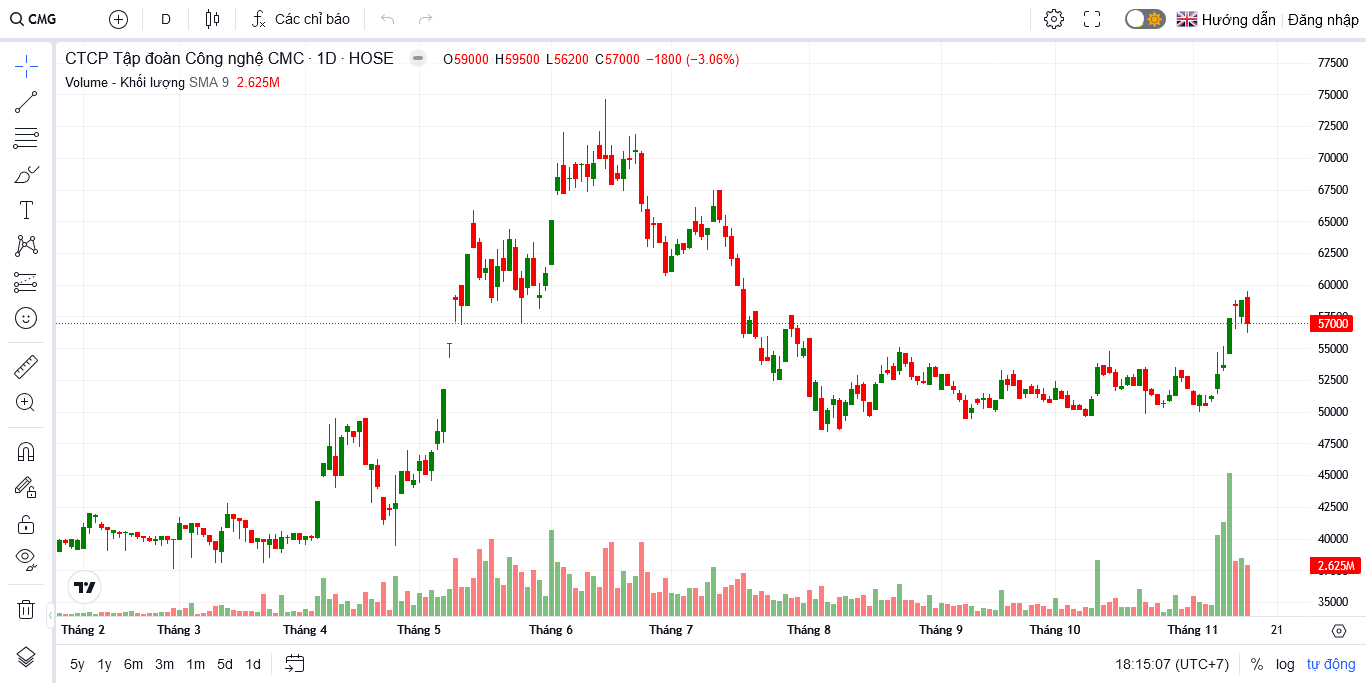 CMG D Các chỉ báo Hướng dẫn Đăng nhập
CTCP Tập đoàn Công nghệ CMC · 1D · HOSE O59000 H59500 L56200 C57000 −1800 (−3.06%)
Volume - Khối lượng SMA 9 2.625M
77500
75000
72500
70000
67500
65000
62500
60000
57000
55000
52500
50000
47500
45000
42500
40000
2.625M
35000
Tháng 2 Tháng 3 Tháng 4 Tháng 5 Tháng 6 Tháng 7 Tháng 8 Tháng 9 Tháng 10 Tháng 11 21
5y 1y 6m 3m 1m 5d 1d 18:15:07 (UTC+7) % log tự động